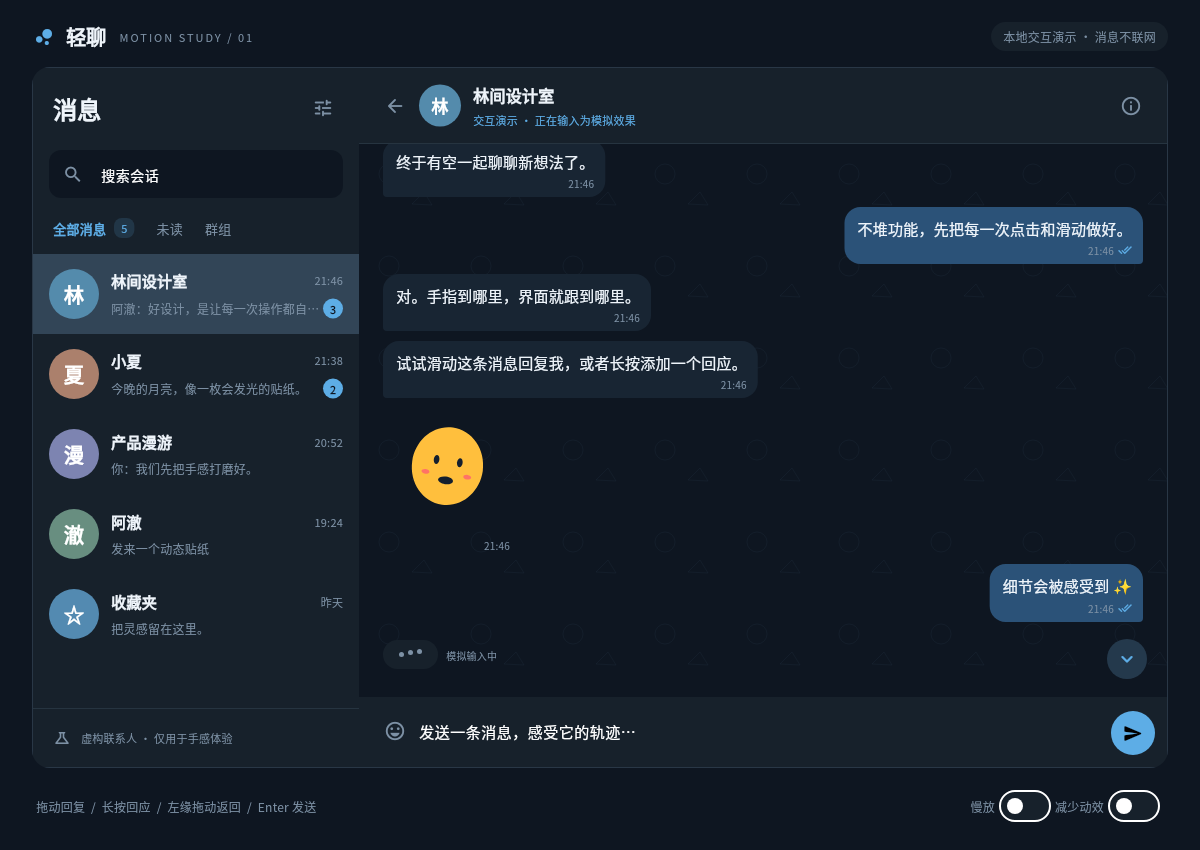 轻聊 MOTION STUDY / 01
本地交互演示 · 消息不联网
消息
搜索会话
全部消息 5 未读 群组
林 林间设计室 21:46
阿澈：好设计，是让每一次操作都自… 3
夏 小夏 21:38
今晚的月亮，像一枚会发光的贴纸。 2
漫 产品漫游 20:52
你：我们先把手感打磨好。
澈 阿澈 19:24
发来一个动态贴纸
☆ 收藏夹 昨天
把灵感留在这里。
虚构联系人 · 仅用于手感体验
林 林间设计室
交互演示 · 正在输入为模拟效果
终于有空一起聊聊新想法了。
21:46
不堆功能，先把每一次点击和滑动做好。
21:46
对。手指到哪里，界面就跟到哪里。
21:46
试试滑动这条消息回复我，或者长按添加一个回应。
21:46
21:46
细节会被感受到 ✨
21:46
模拟输入中
发送一条消息，感受它的轨迹…
拖动回复 / 长按回应 / 左缘拖动返回 / Enter 发送
慢放 减少动效